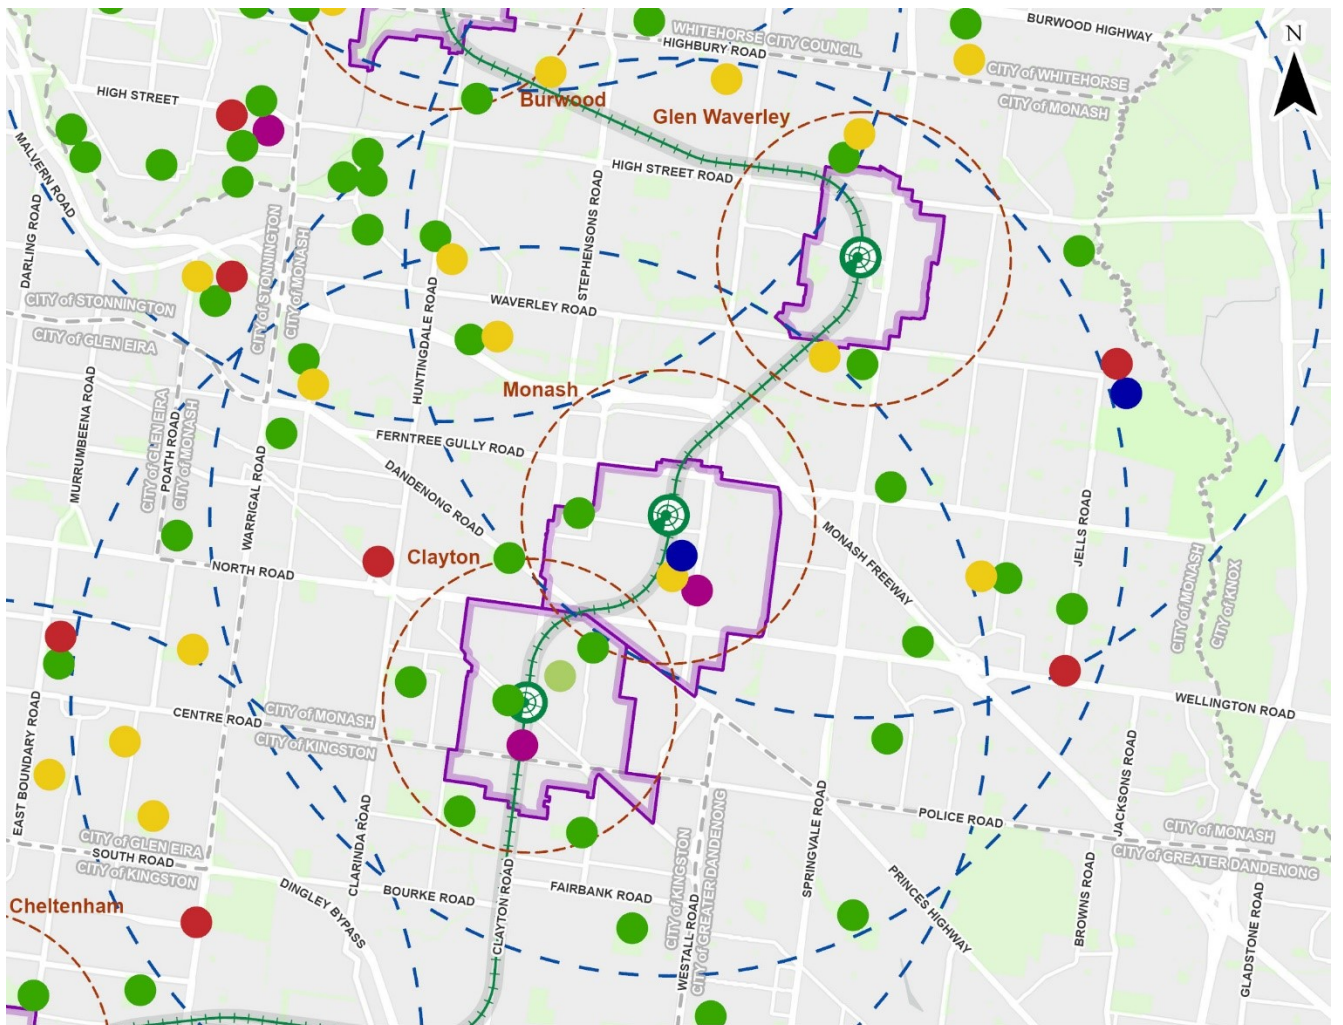 BURWOOD HIGHWAY
WHITEHORSE CITY COUNCIL
HIGHBURY ROAD
N
CITY of WHITEHORSE
CITY of MONASH
HIGH STREET
Burwood
Glen Waverley
MALVERN ROAD
HIGH STREET ROAD
DARLING ROAD
STEPHENSONS ROAD
CITY of STONNINGTON
CITY of MONASH
CITY of STONNINGTON
CITY of GLEN EIRA
HUNTINGDALE ROAD
WAVERLEY ROAD
Monash
MURRUMBEENA ROAD
CITY of GLEN EIRA
POATH ROAD
CITY of MONASH
WARRIGAL ROAD
FERNTREE GULLY ROAD
DANDENONG ROAD
JELLS ROAD
MONASH FREEWAY
Clayton
NORTH ROAD
CITY of MONASH
CITY of KNOX
EAST BOUNDARY ROAD
CENTRE ROAD
CITY of MONASH
CITY of KINGSTON
WELLINGTON ROAD
CLARINDA ROAD
SPRINGVALE ROAD
JACKSONS ROAD
POLICE ROAD
CITY of MONASH
CITY of GREATER DANDENONG
CITY of GLEN EIRA
SOUTH ROAD
CITY of KINGSTON
DINGLEY BYPASS
BOURKE ROAD
FAIRBANK ROAD
CLAYTON ROAD
CITY of KINGSTON
WESTALL ROAD
CITY of GREATER DANDENONG
PRINCES HIGHWAY
BROWNS ROAD
GLADSTONE ROAD
Cheltenham